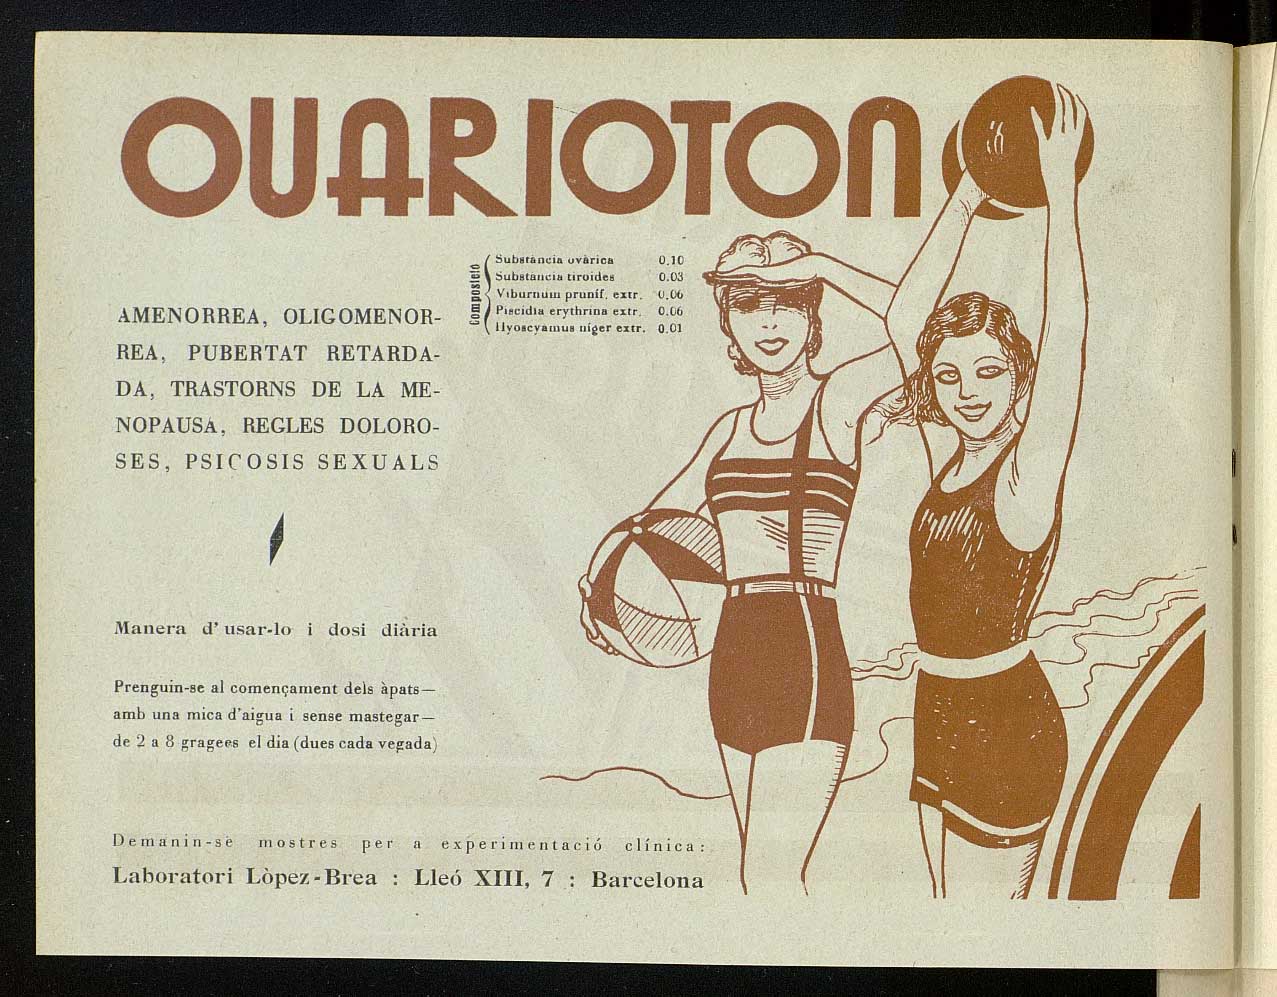 OUARIOTON
Composició
Substància ovàrica 0.10
Substancia tiroides 0.03
Viburnum prunif. extr. 0.06
Piscidia erythrina extr. 0.06
Hyoscyamus niger extr. 0.01
AMENORREA, OLIGOMENOR-
REA, PUBERTAT RETARDA-
DA, TRASTORNS DE LA ME-
NOPAUSA, REGLES DOLORO-
SES, PSICOSIS SEXUALS
Manera d'usar-lo i dosi diària
Prenguin-se al començament dels àpats—
amb una mica d'aigua i sense mastegar—
de 2 a 8 gragees el dia (dues cada vegada)
Demanin-se mostres per a experimentació clínica:
Laboratori Lòpez-Brea : Lleó XIII, 7 : Barcelona